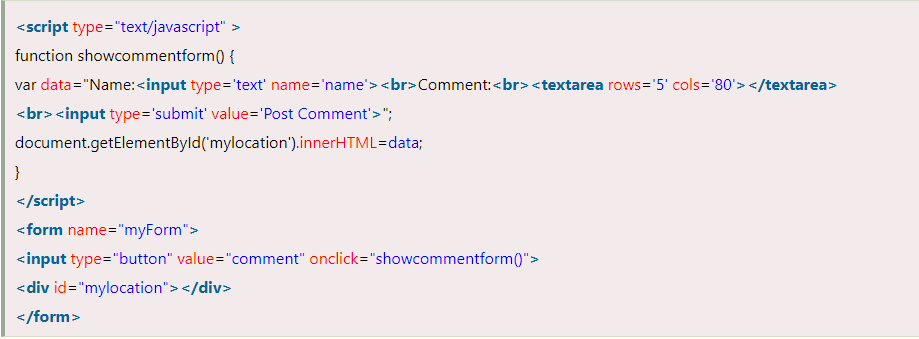 <script type="text/javascript" >
function showcommentform() {
var data="Name:<input type='text' name='name'><br>Comment:<br><textarea rows='5' cols='80'></textarea>
<br><input type='submit' value='Post Comment'>";
document.getElementById('mylocation').innerHTML=data;
}
</script>
<form name="myForm">
<input type="button" value="comment" onclick="showcommentform()">
<div id="mylocation"></div>
</form>